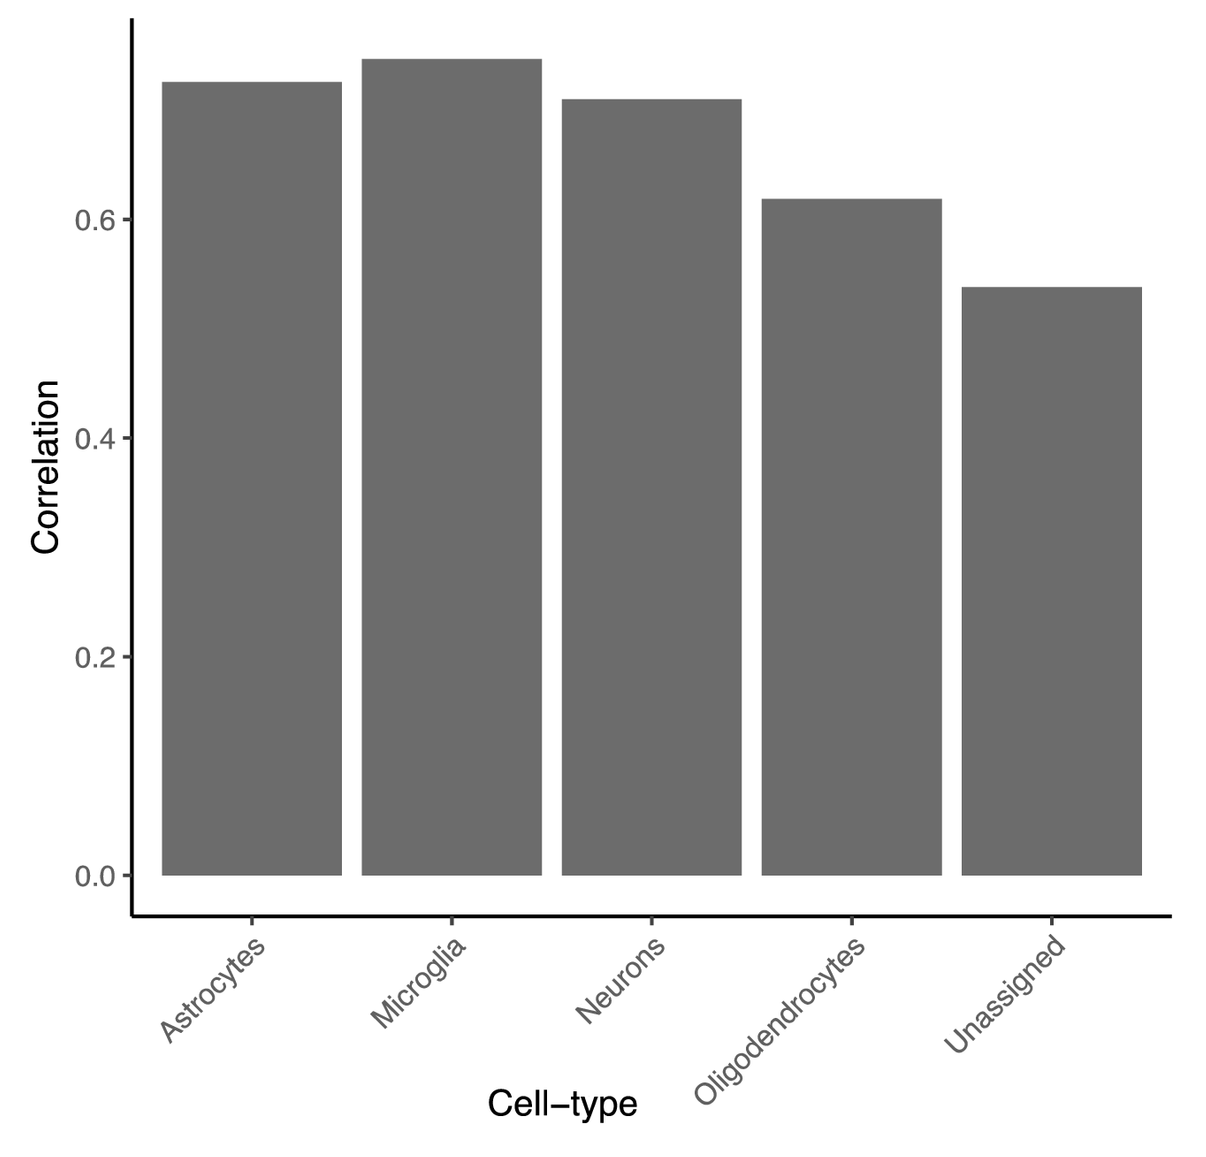 Correlation
0.6
0.4
0.2
0.0
Astrocytes
Microglia
Neurons
Oligodendrocytes
Unassigned
Cell−type